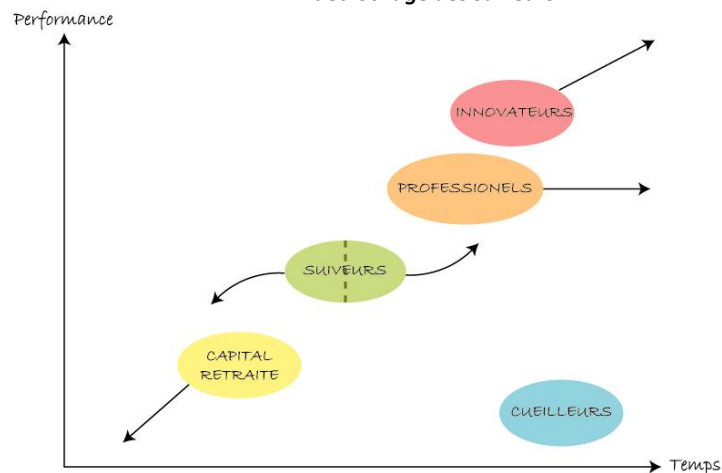 Performance
INNOVATEURS
PROFESSIONELS
SUIVEURS
CAPITAL
RETRAITE
CUEILLEURS
Temps